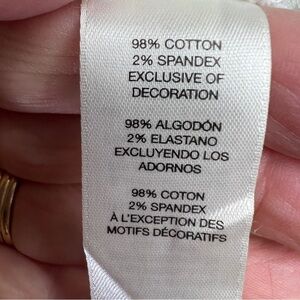 98% COTTON
2% SPANDEX
EXCLUSIVE OF
DECORATION
98% ALGODÓN
2% ELASTANO
EXCLUYENDO LOS
ADORNOS
98% COTON
2% SPANDEX
À L'EXCEPTION DES
MOTIFS DÉCORATIFS